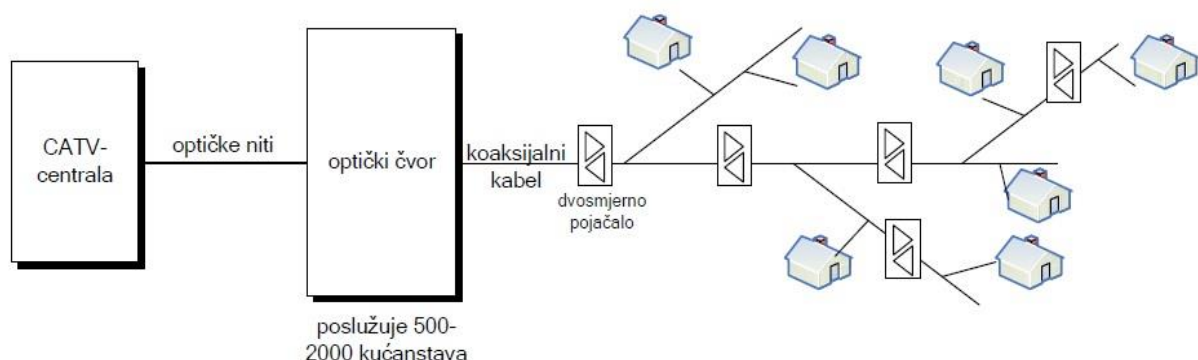 CATV-
centrala
optičke niti
optički čvor
poslužuje 500-
2000 kućanstava
koaksijalni
kabel
dvosmjerno
pojačalo